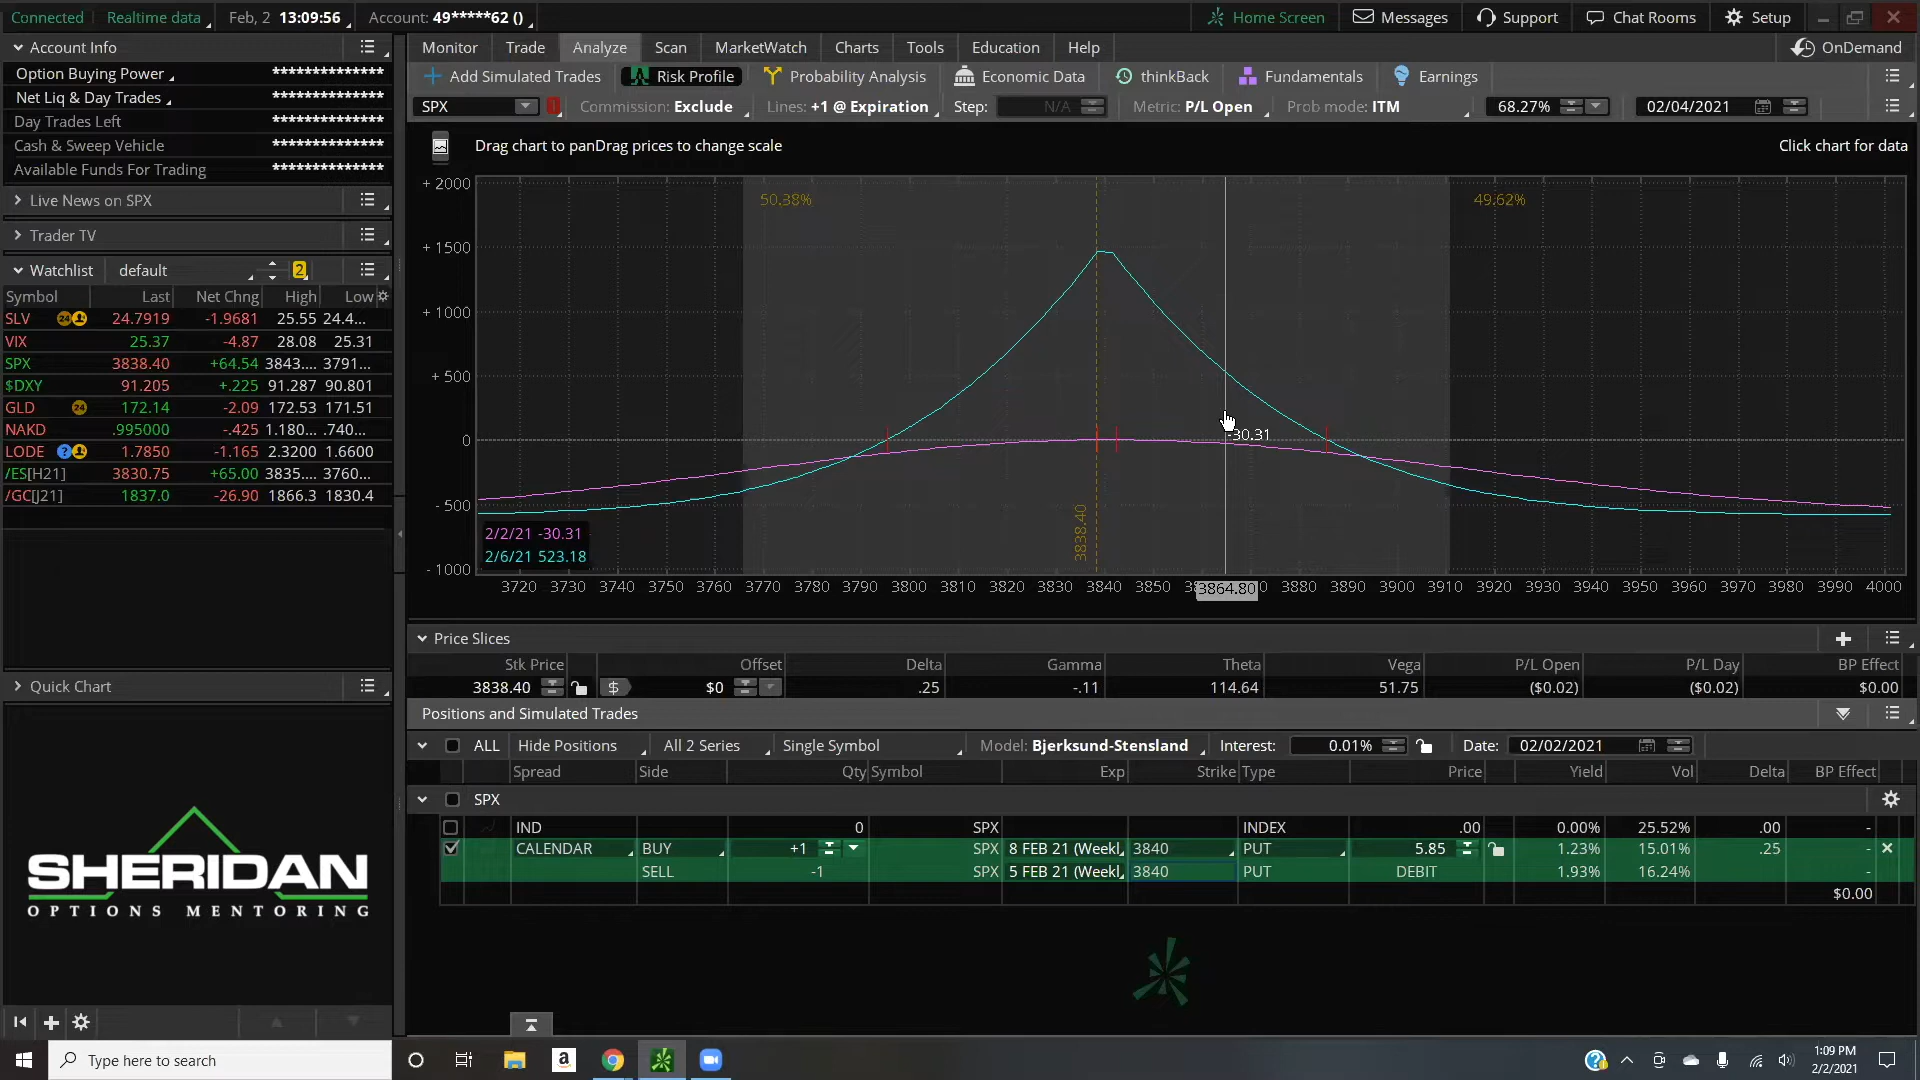 Connected Realtime data Feb, 2 13:09:56 Account: 49*****62 () Home Screen Messages Support Chat Rooms Setup
Account Info
Option Buying Power **************
Net Liq & Day Trades **************
Day Trades Left **************
Cash & Sweep Vehicle **************
Available Funds For Trading **************
Live News on SPX
Trader TV
Watchlist default 2
Symbol Last Net Chng High Low
SLV 24 24.7919 -1.9681 25.55 24.4...
VIX 25.37 -4.87 28.08 25.31
SPX 3838.40 +64.54 3843.... 3791...
$DXY 91.205 +.225 91.287 90.801
GLD 24 172.14 -2.09 172.53 171.51
NAKD .995000 -.425 1.180... .740...
LODE ? 1.7850 -1.165 2.3200 1.6600
/ES[H21] 3830.75 +65.00 3835.... 3760...
/GC[J21] 1837.0 -26.90 1866.3 1830.4
Quick Chart
SHERIDAN
OPTIONS MENTORING
Monitor Trade Analyze Scan MarketWatch Charts Tools Education Help OnDemand
Add Simulated Trades Risk Profile Probability Analysis Economic Data thinkBack Fundamentals Earnings
SPX Commission: Exclude Lines: +1 @ Expiration Step: N/A Metric: P/L Open Prob mode: ITM 68.27% 02/04/2021
Drag chart to panDrag prices to change scale Click chart for data
+ 2000
50.38% 49.62%
+ 1500
+ 1000
+ 500
0
-30.31
- 500
3838.40
2/2/21 -30.31
2/6/21 523.18
- 1000
3720 3730 3740 3750 3760 3770 3780 3790 3800 3810 3820 3830 3840 3850 3864.80 3880 3890 3900 3910 3920 3930 3940 3950 3960 3970 3980 3990 4000
Price Slices
Stk Price Offset Delta Gamma Theta Vega P/L Open P/L Day BP Effect
3838.40 $ $0 .25 -.11 114.64 51.75 ($0.02) ($0.02) $0.00
Positions and Simulated Trades
ALL Hide Positions All 2 Series Single Symbol Model: Bjerksund-Stensland Interest: 0.01% Date: 02/02/2021
Spread Side Qty Symbol Exp Strike Type Price Yield Vol Delta BP Effect
SPX
IND 0 SPX INDEX .00 0.00% 25.52% .00 -
CALENDAR BUY +1 SPX 8 FEB 21 (Weekl 3840 PUT 5.85 1.23% 15.01% .25 -
SELL -1 SPX 5 FEB 21 (Weekl 3840 PUT DEBIT 1.93% 16.24%
$0.00
Type here to search
1:09 PM
2/2/2021